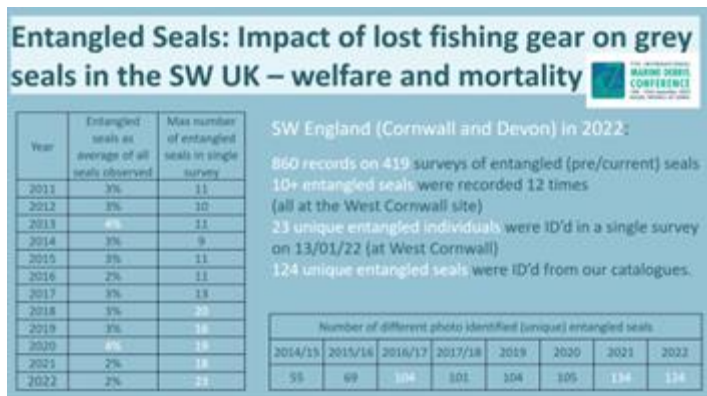 Entangled Seals: Impact of lost fishing gear on grey
seals in the SW UK – welfare and mortality
MARINE DEBRIS
CONFERENCE
Year
Entangled
seals as
average of all
seals observed
Max number
of entangled
seals in single
survey
2011 3% 11
2012 3% 10
2013 4% 11
2014 3% 9
2015 3% 11
2016 2% 11
2017 3% 13
2018 3%
2019 3%
2020
2021 2%
2022 2% 23
SW England (Cornwall and Devon) in 2022:
860 records on 419 surveys of entangled (pre/current) seals
10+ entangled seals were recorded 12 times
(all at the West Cornwall site)
23 unique entangled individuals were ID'd in a single survey
on 13/01/22 (at West Cornwall)
124 unique entangled seals were ID'd from our catalogues.
Number of different photo identified (unique) entangled seals
2014/15 2015/16 2016/17 2017/18 2019 2020 2021 2022
55 69 104 101 104 105